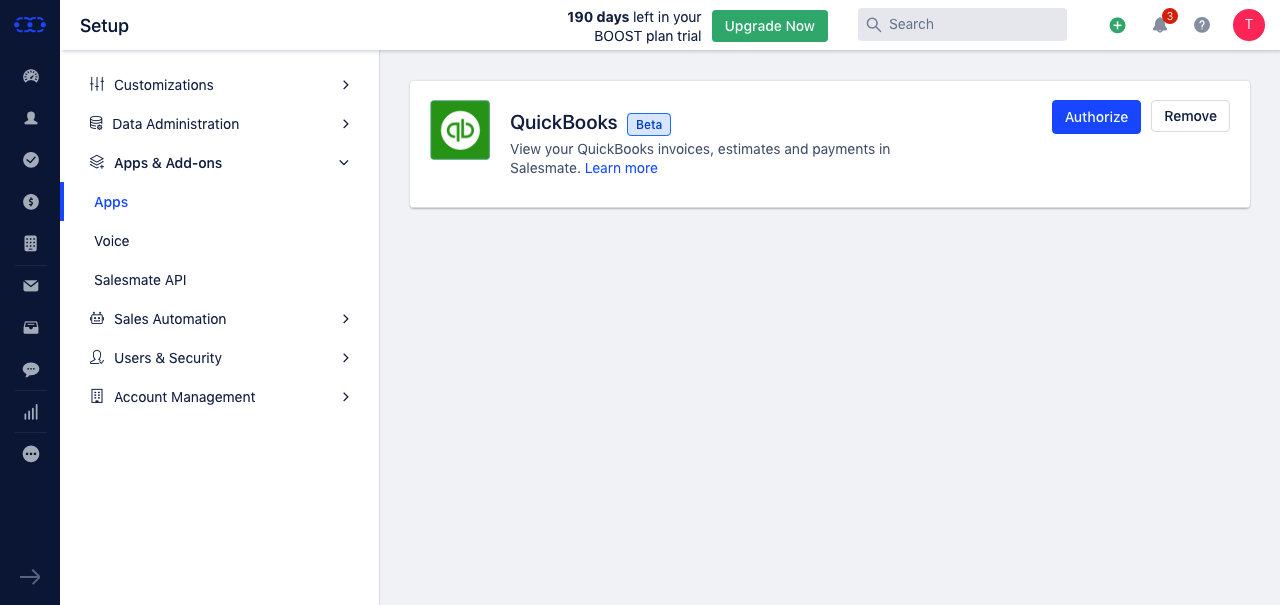 Setup
190 days left in your
BOOST plan trial
Upgrade Now
Search
3
T
Customizations
Data Administration
Apps & Add-ons
Apps
Voice
Salesmate API
Sales Automation
Users & Security
Account Management
qb
QuickBooks
Beta
View your QuickBooks invoices, estimates and payments in
Salesmate. Learn more
Authorize
Remove